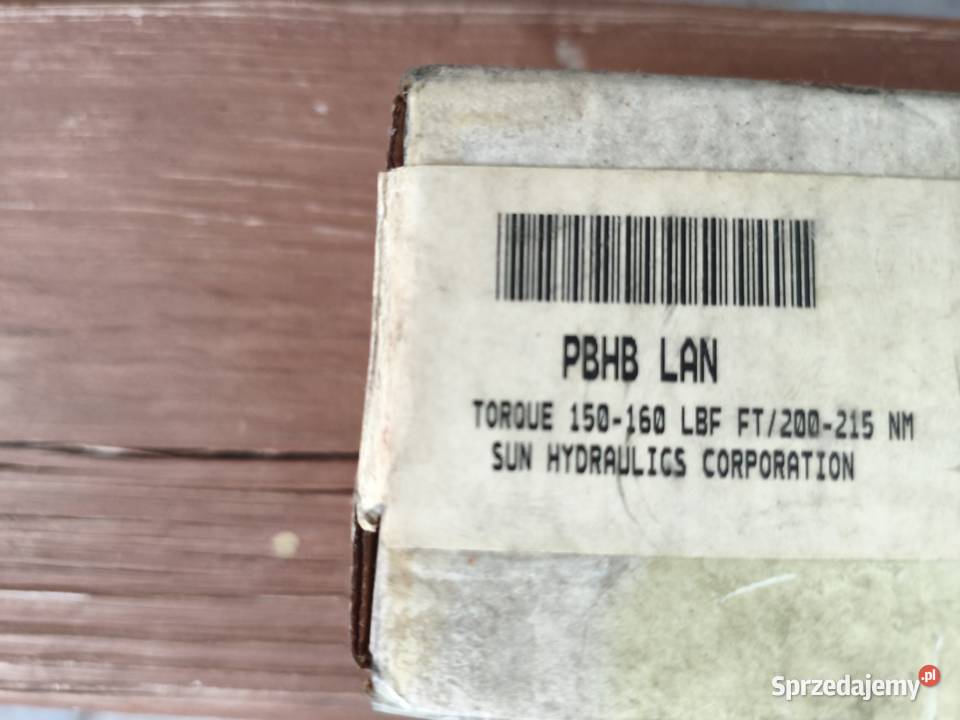 PBHB LAN
TORQUE 150-160 LBF FT/200-215 NM
SUN HYDRAULICS CORPORATION
Sprzedajemy.pl